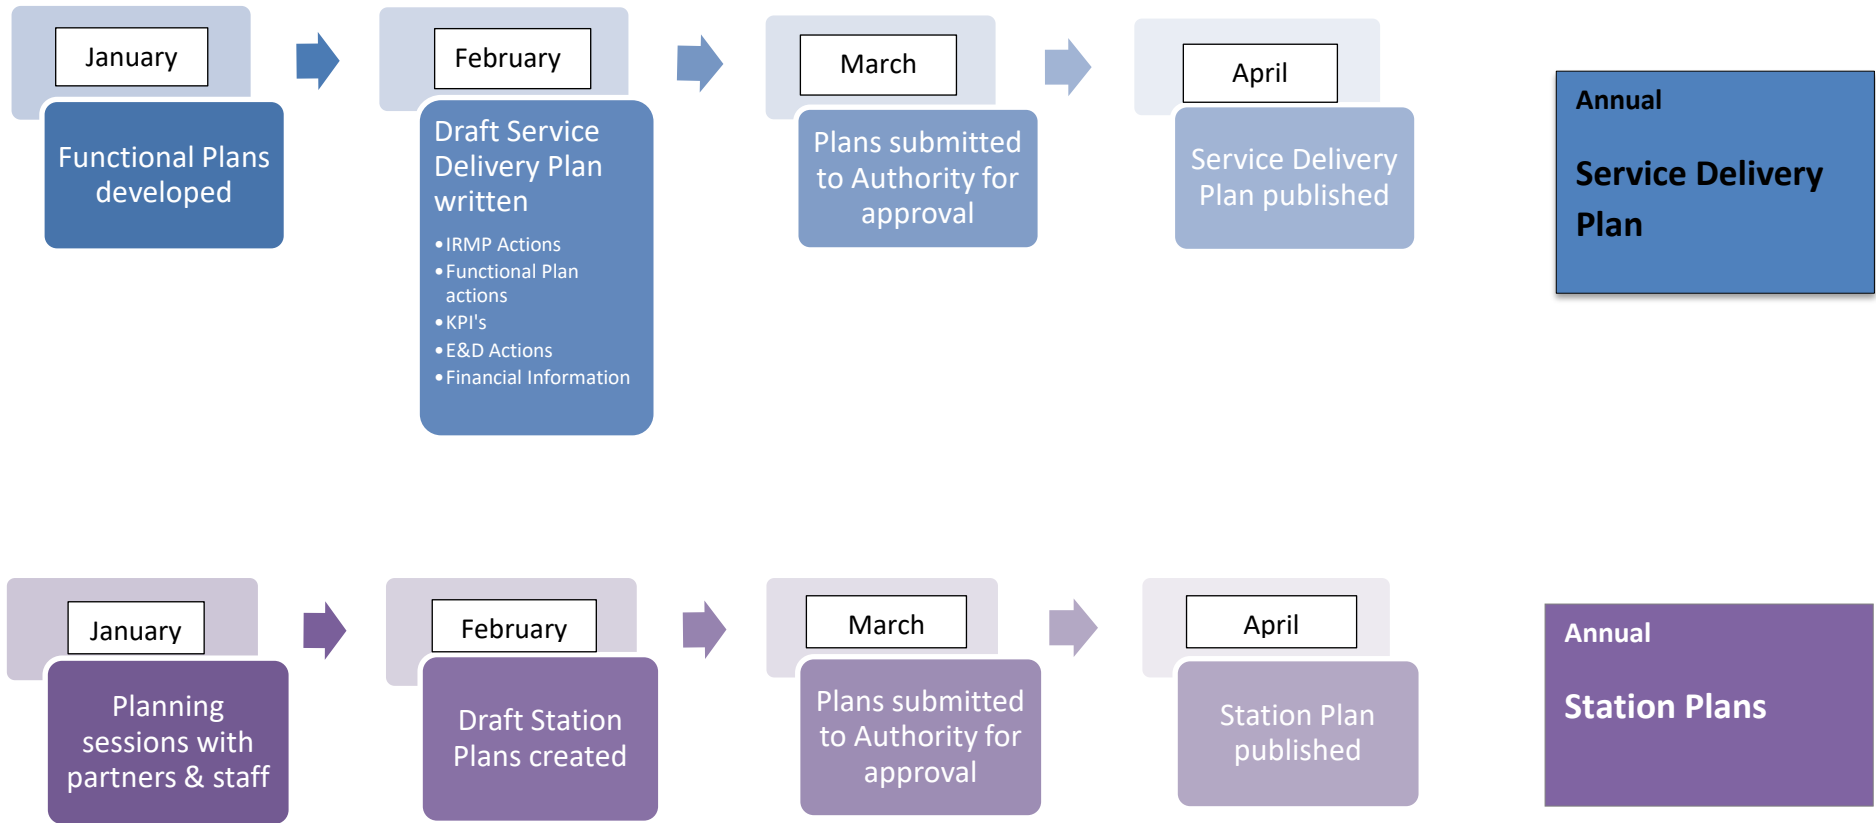 January
Functional Plans
developed
February
Draft Service
Delivery Plan
written
•IRMP Actions
•Functional Plan
actions
•KPI's
•E&D Actions
•Financial Information
March
Plans submitted
to Authority for
approval
April
Service Delivery
Plan published
Annual
Service Delivery
Plan
January
Planning
sessions with
partners & staff
February
Draft Station
Plans created
March
Plans submitted
to Authority for
approval
April
Station Plan
published
Annual
Station Plans